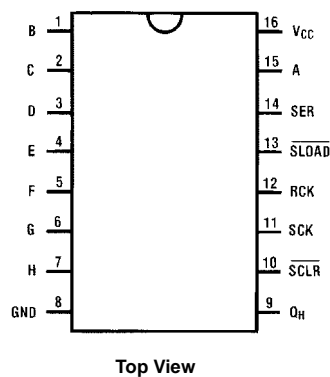 B 1 16 VCC
C 2 15 A
D 3 14 SER
E 4 13 SLOAD
F 5 12 RCK
G 6 11 SCK
H 7 10 SCLR
GND 8 9 QH
Top View